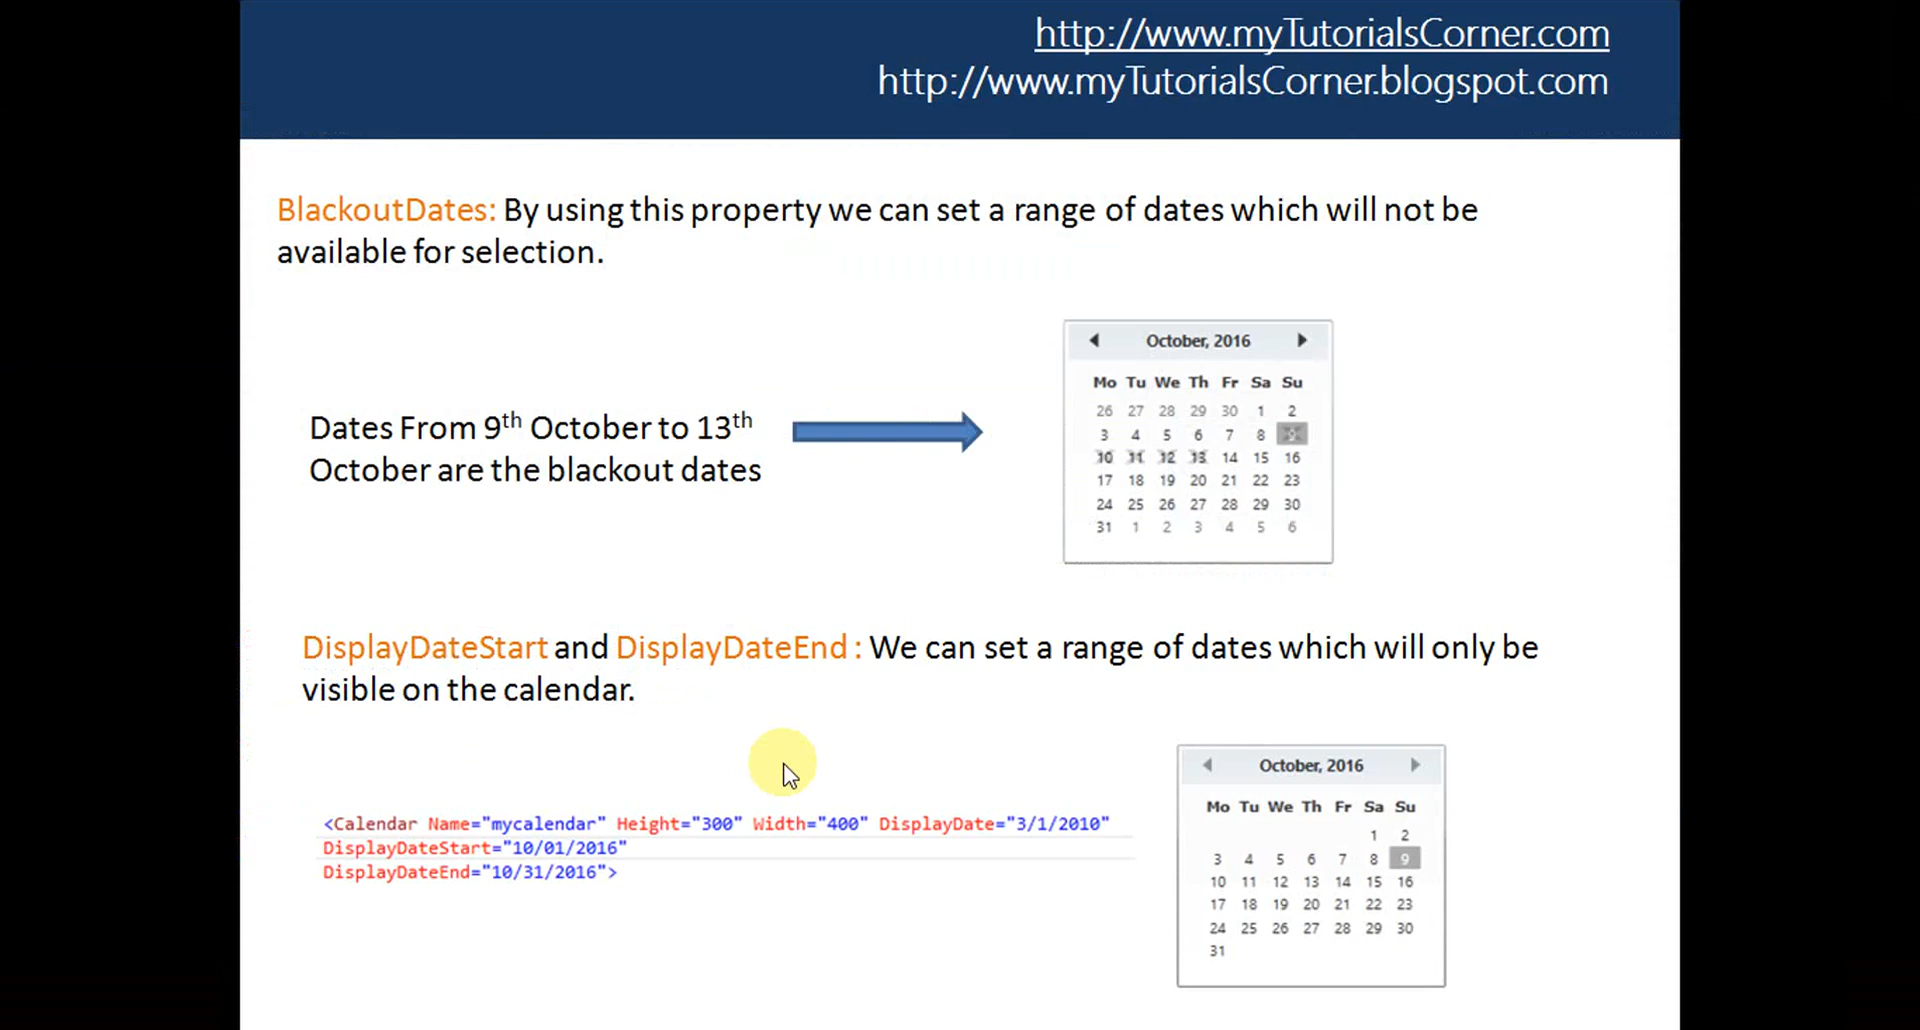 http://www.myTutorialsCorner.com
http://www.myTutorialsCorner.blogspot.com
BlackoutDates: By using this property we can set a range of dates which will not be
available for selection.
Dates From 9th October to 13th
October are the blackout dates
October, 2016
Mo Tu We Th Fr Sa Su
26 27 28 29 30 1 2
3 4 5 6 7 8 9
10 11 12 13 14 15 16
17 18 19 20 21 22 23
24 25 26 27 28 29 30
31 1 2 3 4 5 6
DisplayDateStart and DisplayDateEnd : We can set a range of dates which will only be
visible on the calendar.
<Calendar Name="mycalendar" Height="300" Width="400" DisplayDate="3/1/2010"
DisplayDateStart="10/01/2016"
DisplayDateEnd="10/31/2016">
October, 2016
Mo Tu We Th Fr Sa Su
1 2
3 4 5 6 7 8 9
10 11 12 13 14 15 16
17 18 19 20 21 22 23
24 25 26 27 28 29 30
31